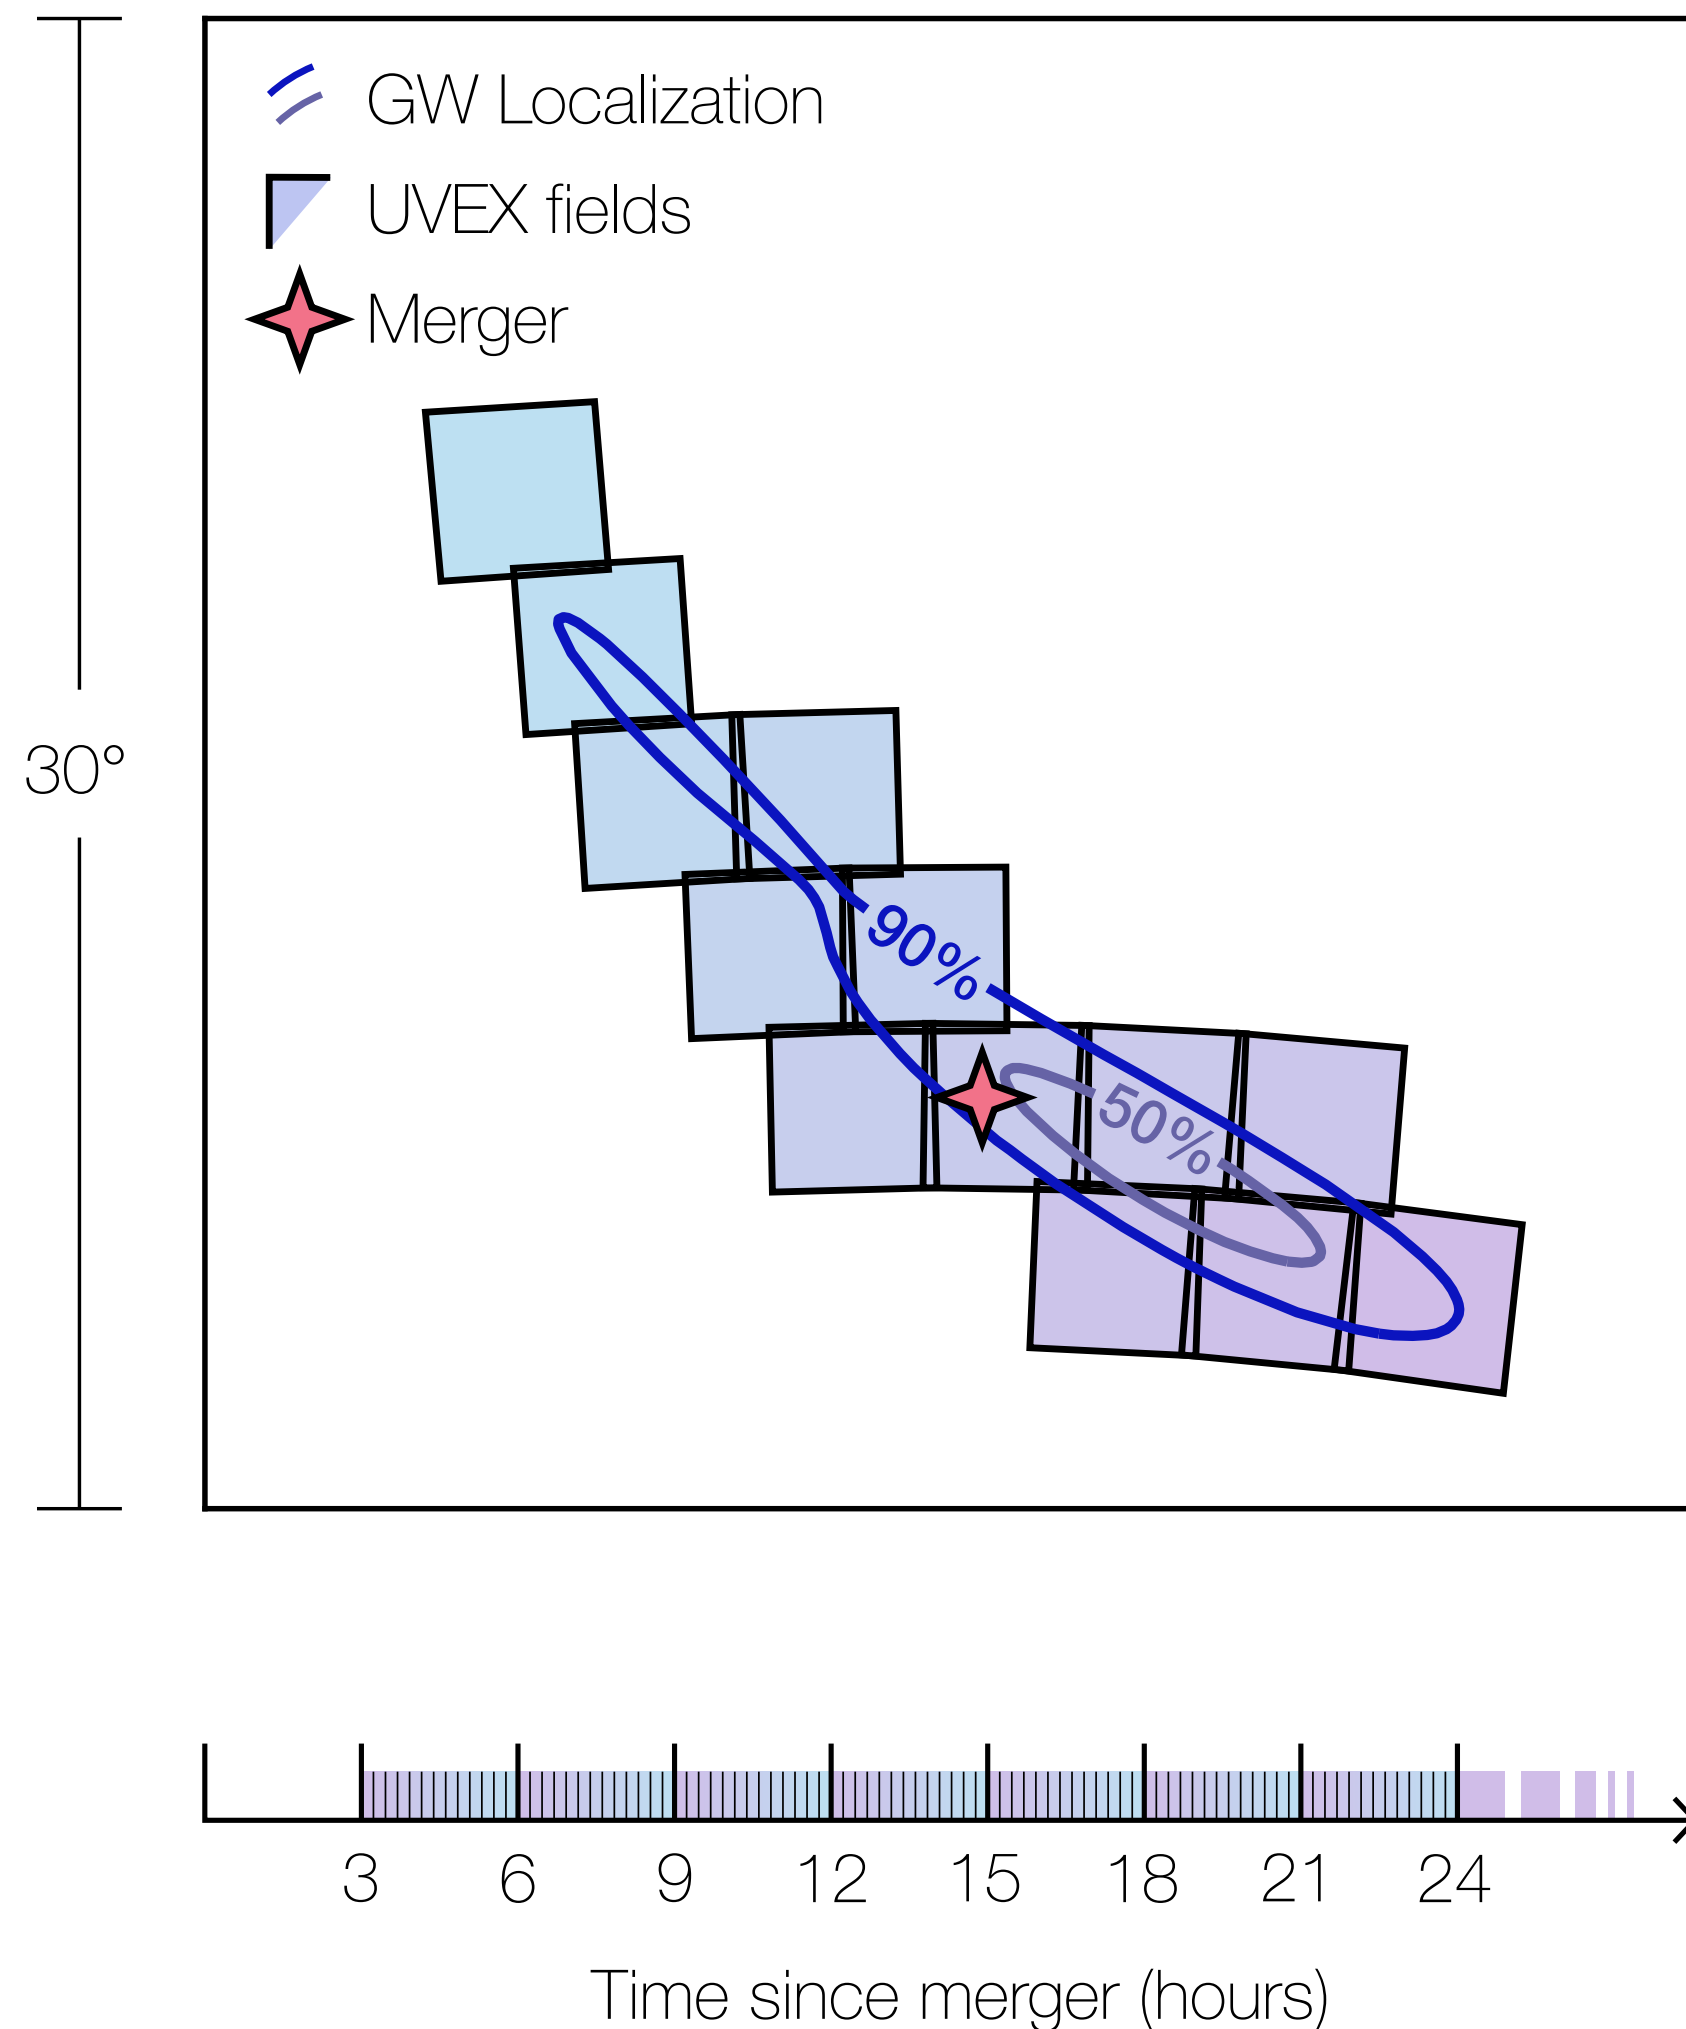 GW Localization
UVEX fields
Merger
30°
90%
50%
3 6 9 12 15 18 21 24
Time since merger (hours)